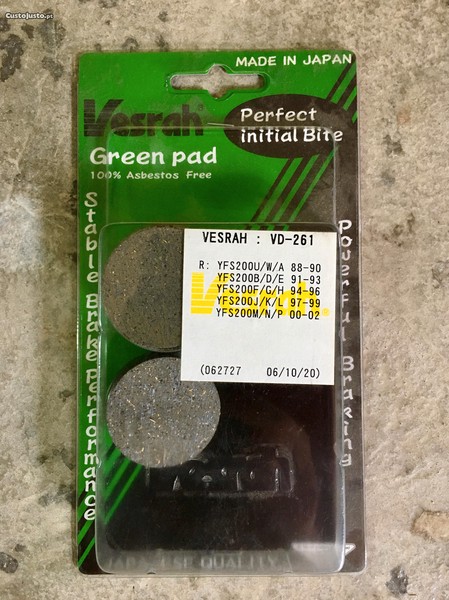 CustoJusto.pt
MADE IN JAPAN
Vesrah
Perfect
initial Bite
Green pad
100% Asbestos Free
Stable Brake Performance
Powerful Braking
VESRAH : VD-261
R: YFS200U/W/A 88-90
YFS200B/D/E 91-93
YFS200F/G/H 94-96
YFS200J/K/L 97-99
YFS200M/N/P 00-02
(062727 06/10/20)
QUALITY